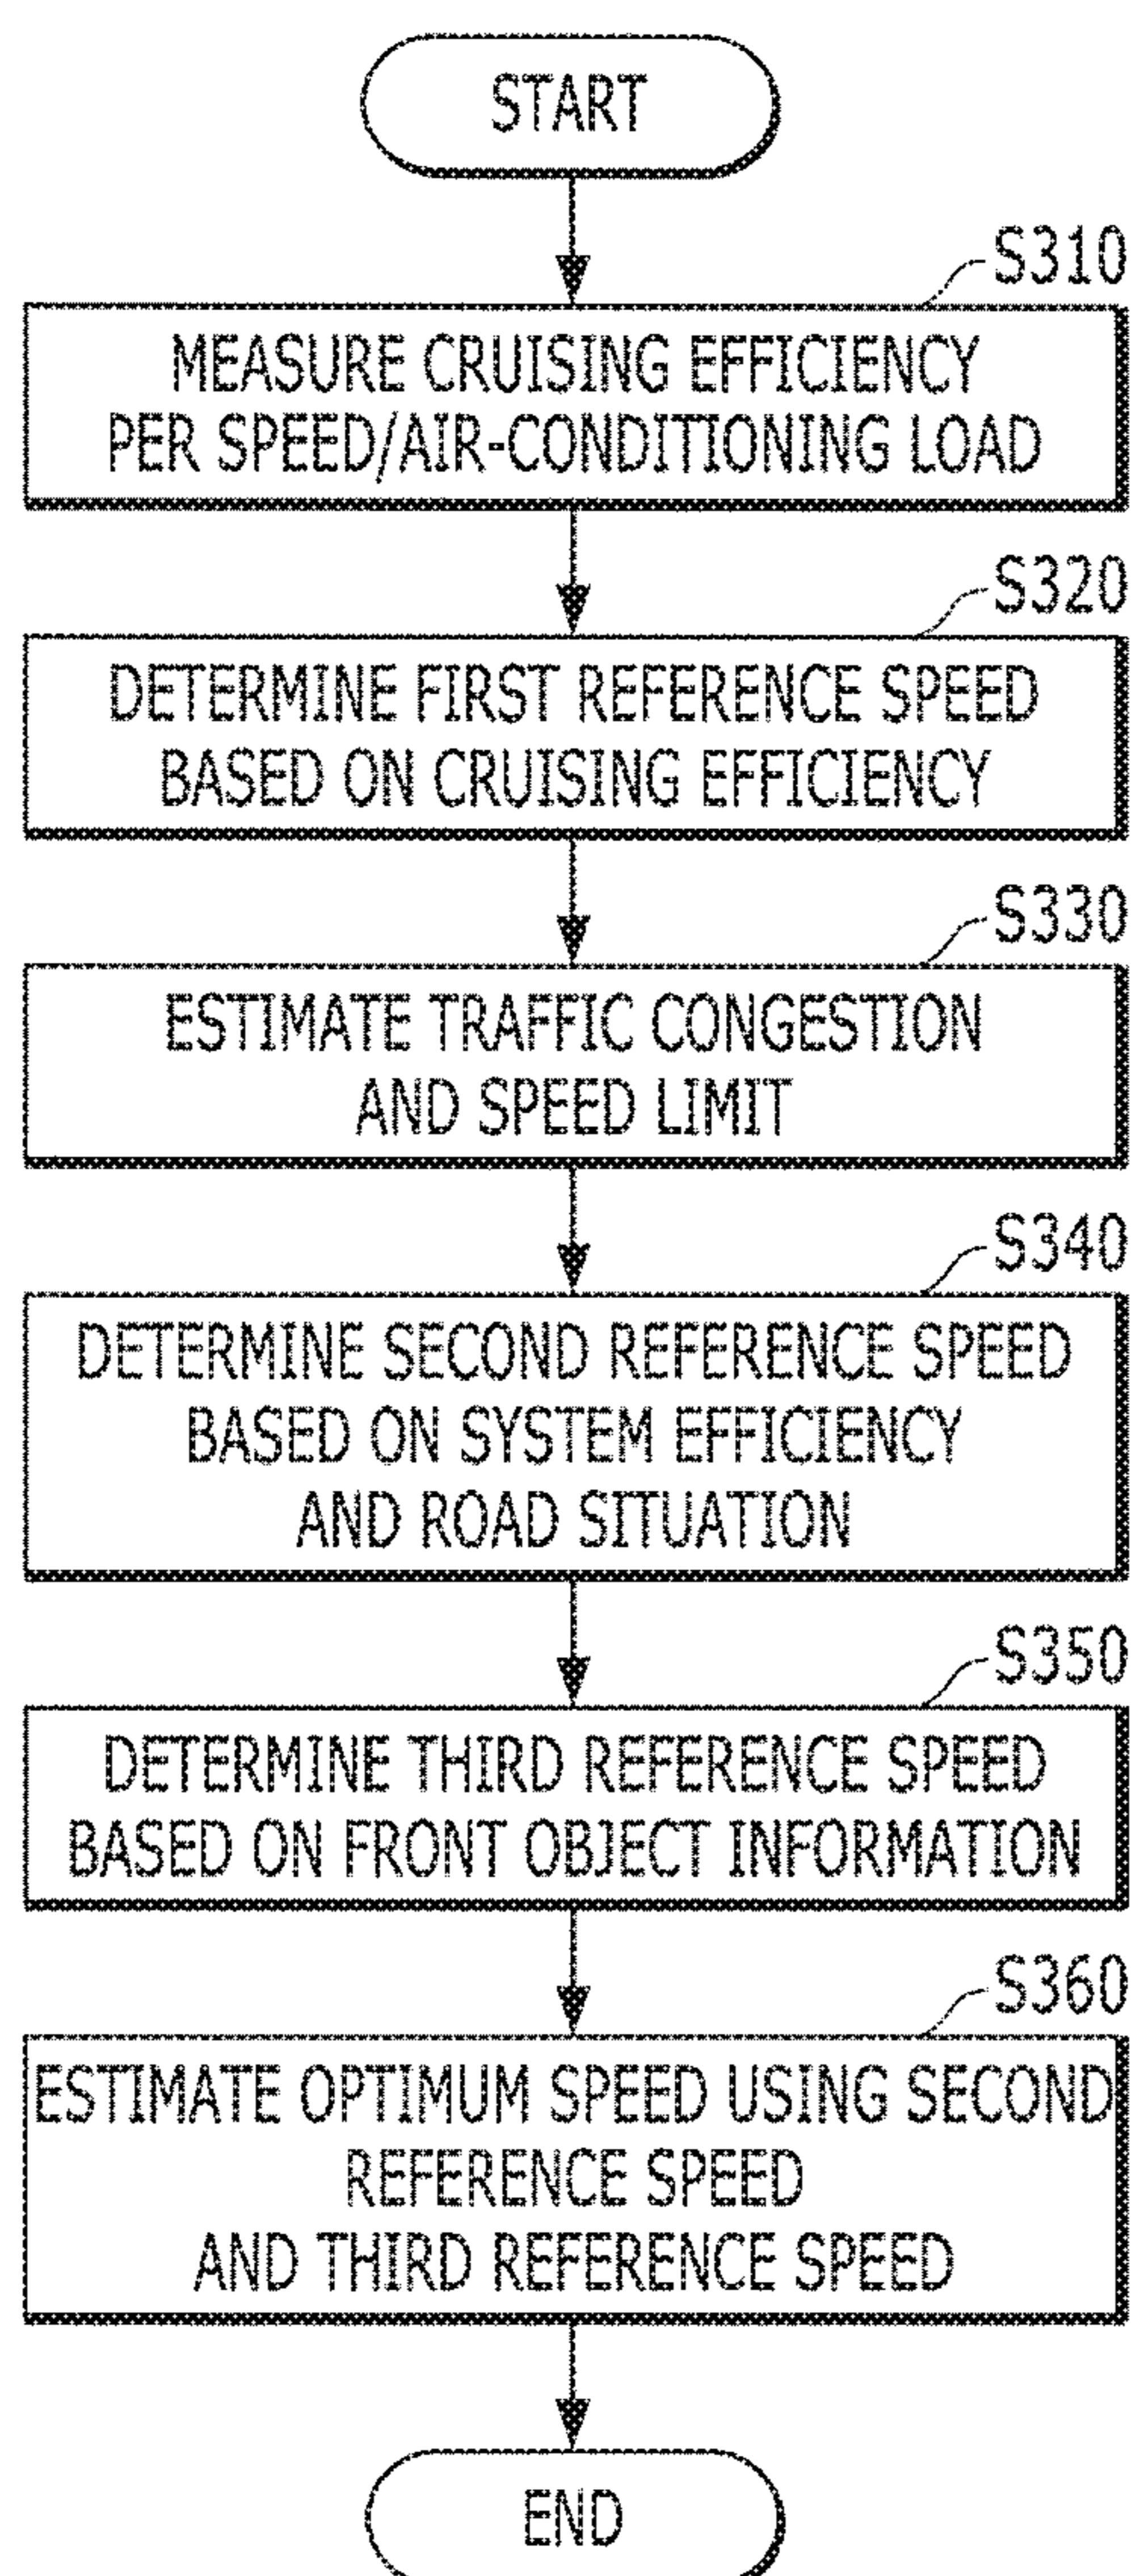 START
S310
MEASURE CRUISING EFFICIENCY
PER SPEED/AIR-CONDITIONING LOAD
S320
DETERMINE FIRST REFERENCE SPEED
BASED ON CRUISING EFFICIENCY
S330
ESTIMATE TRAFFIC CONGESTION
AND SPEED LIMIT
S340
DETERMINE SECOND REFERENCE SPEED
BASED ON SYSTEM EFFICIENCY
AND ROAD SITUATION
S350
DETERMINE THIRD REFERENCE SPEED
BASED ON FRONT OBJECT INFORMATION
S360
ESTIMATE OPTIMUM SPEED USING SECOND
REFERENCE SPEED
AND THIRD REFERENCE SPEED
END